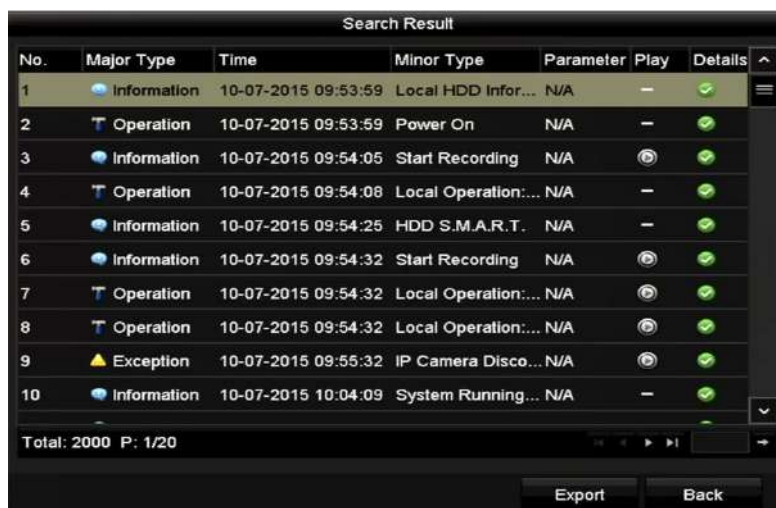 Search Result
No. Major Type Time Minor Type Parameter Play Details
1 Information 10-07-2015 09:53:59 Local HDD Infor... N/A –
2 Operation 10-07-2015 09:53:59 Power On N/A –
3 Information 10-07-2015 09:54:05 Start Recording N/A
4 Operation 10-07-2015 09:54:08 Local Operation:... N/A –
5 Information 10-07-2015 09:54:25 HDD S.M.A.R.T. N/A –
6 Information 10-07-2015 09:54:32 Start Recording N/A
7 Operation 10-07-2015 09:54:32 Local Operation:... N/A
8 Operation 10-07-2015 09:54:32 Local Operation:... N/A
9 Exception 10-07-2015 09:55:32 IP Camera Disco... N/A
10 Information 10-07-2015 10:04:09 System Running... N/A –
Total: 2000 P: 1/20
Export Back